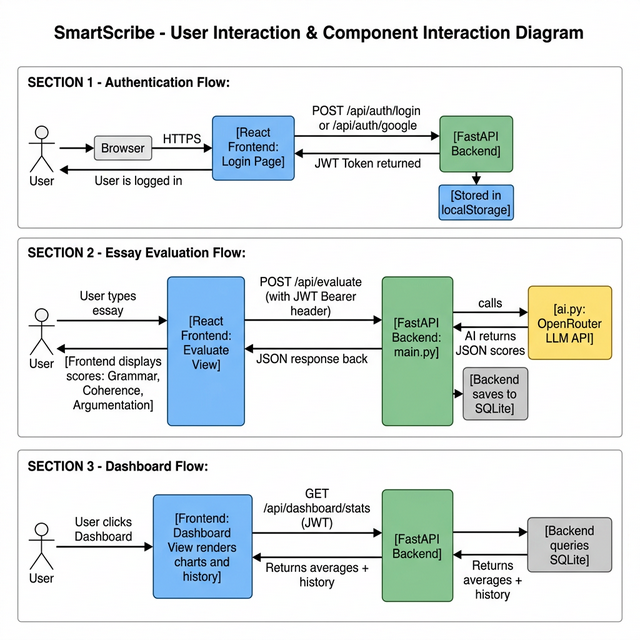 SmartScribe - User Interaction & Component Interaction Diagram
SECTION 1 - Authentication Flow:
User
Browser
HTTPS
[React
Frontend:
Login Page]
POST /api/auth/login
or /api/auth/google
JWT Token returned
[FastAPI
Backend]
User is logged in
[Stored in
localStorage]
SECTION 2 - Essay Evaluation Flow:
User types
essay
User
[Frontend displays
scores: Grammar,
Coherence,
Argumentation]
[React
Frontend:
Evaluate
View]
POST /api/evaluate
(with JWT Bearer
header)
JSON response back
[FastAPI
Backend:
main.py]
calls
AI returns
JSON scores
[ai.py:
OpenRouter
LLM API]
[Backend
saves to
SQLite]
SECTION 3 - Dashboard Flow:
User clicks
Dashboard
User
[Frontend:
Dashboard
View renders
charts and
history]
GET
/api/dashboard/stats
(JWT)
Returns averages +
history
[FastAPI
Backend]
Returns
averages +
history
[Backend
queries
SQLite]